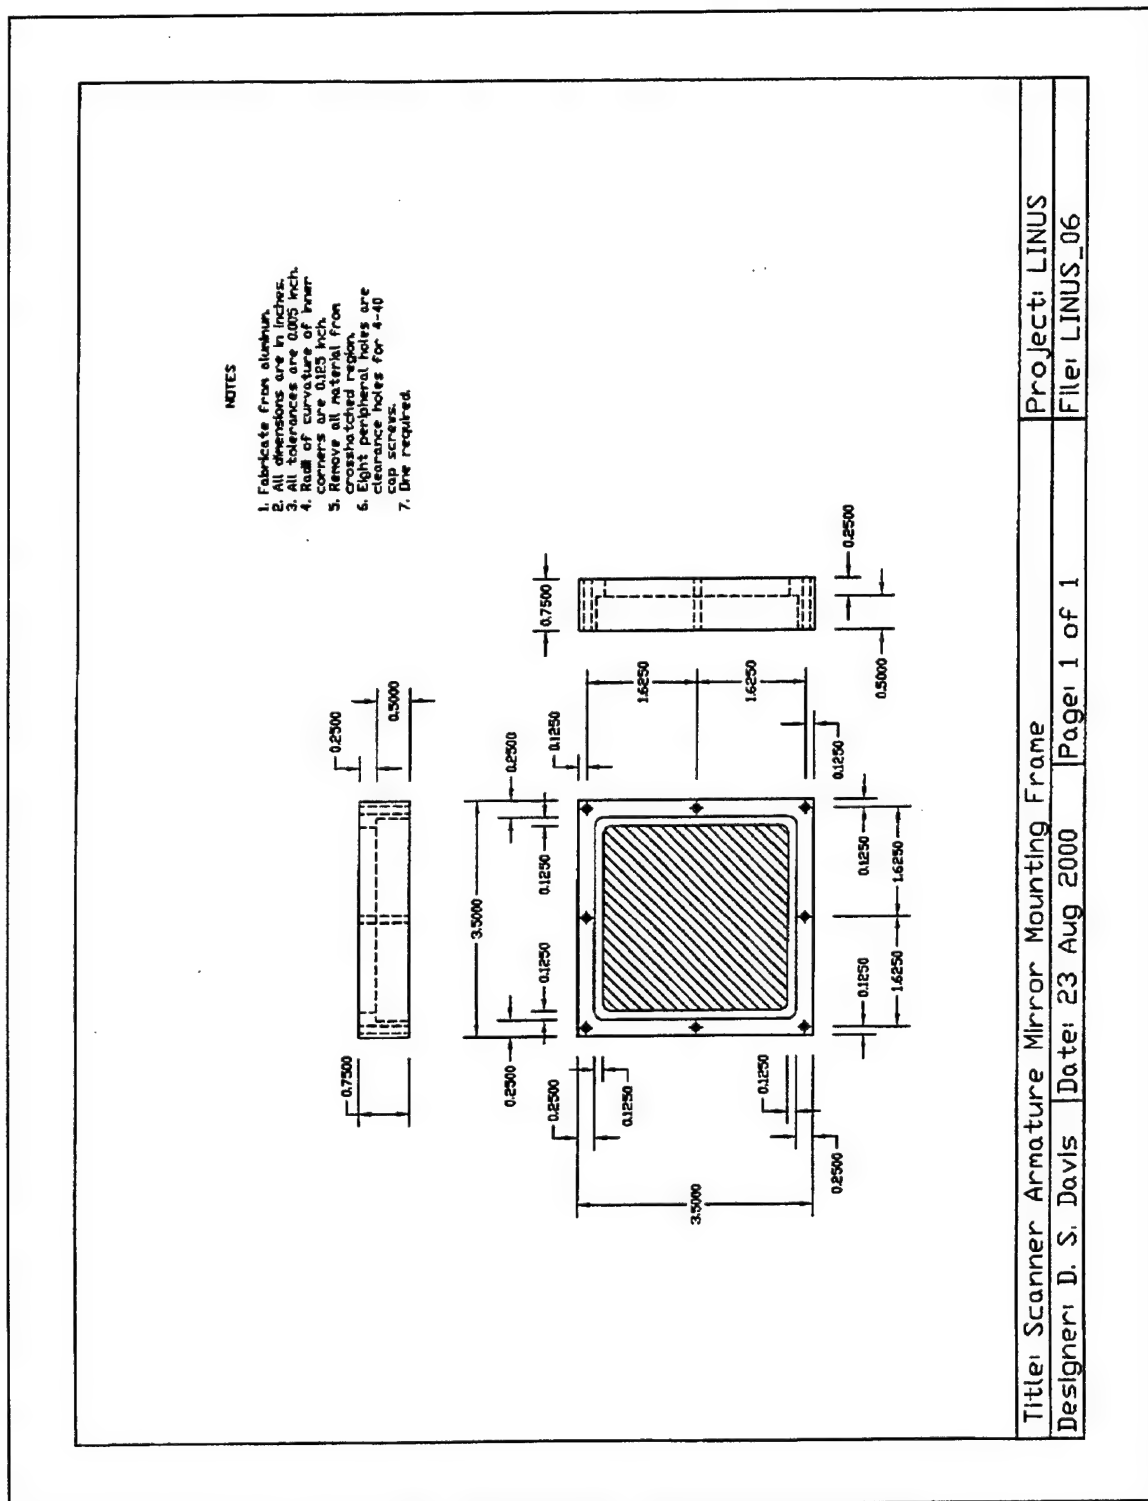 NOTES
1. Fabricate from aluminum.
2. All dimensions are in inches.
3. All tolerances are 0.005 inch.
4. Radii of curvature of inner
corners are 0.125 inch.
5. Remove all material from
crosshatched region.
6. Eight peripheral holes are
clearance holes for 4-40
cap screws.
7. One required.
0.7500
0.2500
0.5000
3.5000
0.2500
0.1250
0.1250
0.2500
0.1250
0.7500
0.2500
0.1250
3.5000
0.1250
0.2500
1.6250
1.6250
0.1250
0.1250
0.1250
1.6250
1.6250
0.5000
0.2500
Title: Scanner Armature Mirror Mounting Frame
Project: LINUS
Designer: D. S. Davis
Date: 23 Aug 2000
Page: 1 of 1
File: LINUS_06